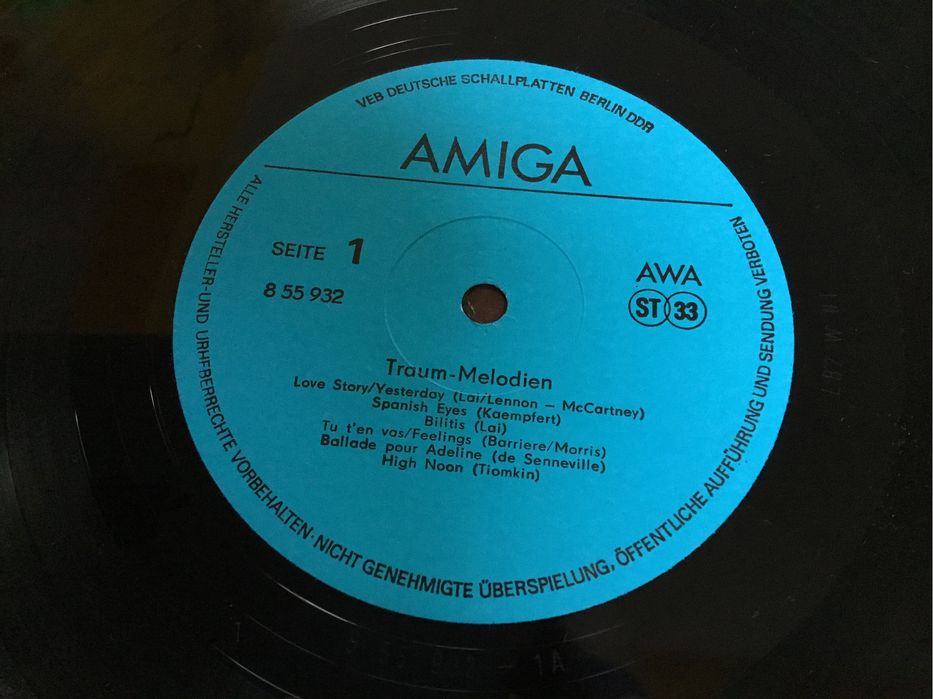 VEB DEUTSCHE SCHALLPLATTEN BERLIN DDR
AMIGA
SEITE 1
8 55 932
AWA
ST 33
Traum-Melodien
Love Story/Yesterday (Lai/Lennon – McCartney)
Spanish Eyes (Kaempfert)
Bilitis (Lai)
Tu t'en vas/Feelings (Barriere/Morris)
Ballade pour Adeline (de Senneville)
High Noon (Tiomkin)
ALLE HERSTELLER-UND URHEBERRECHTE VORBEHALTEN · NICHT GENEHMIGTE ÜBERSPIELUNG, ÖFFENTLICHE AUFFÜHRUNG UND SENDUNG VERBOTEN